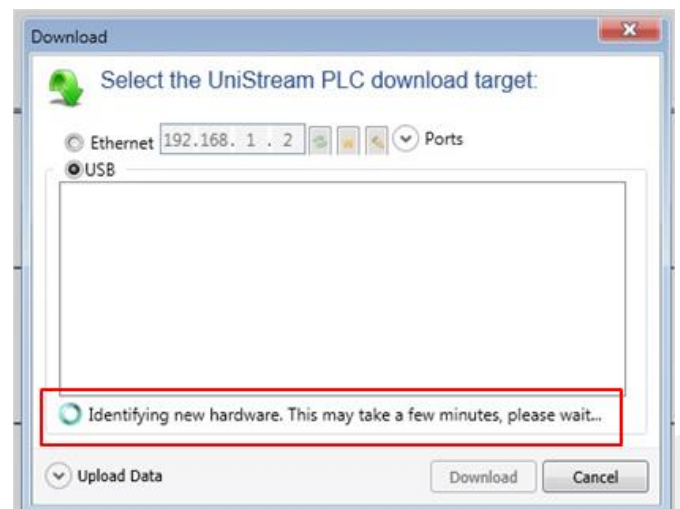 Download
Select the UniStream PLC download target:
Ethernet 192.168. 1 . 2 Ports
USB
Identifying new hardware. This may take a few minutes, please wait...
Upload Data Download Cancel